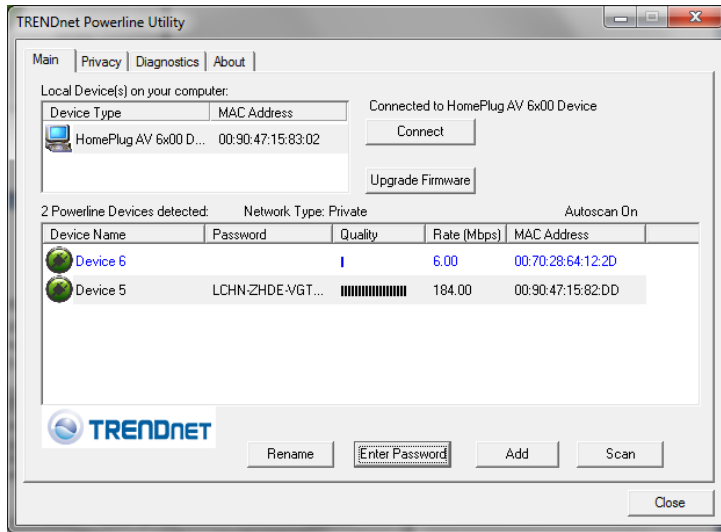 TRENDnet Powerline Utility
Main Privacy Diagnostics About
Local Device(s) on your computer:
Device Type MAC Address
HomePlug AV 6x00 D... 00:90:47:15:83:02
Connected to HomePlug AV 6x00 Device
Connect
Upgrade Firmware
2 Powerline Devices detected: Network Type: Private Autoscan On
Device Name Password Quality Rate (Mbps) MAC Address
Device 6 6.00 00:70:28:64:12:2D
Device 5 LCHN-ZHDE-VGT... 184.00 00:90:47:15:82:DD
TRENDNET
Rename Enter Password Add Scan
Close